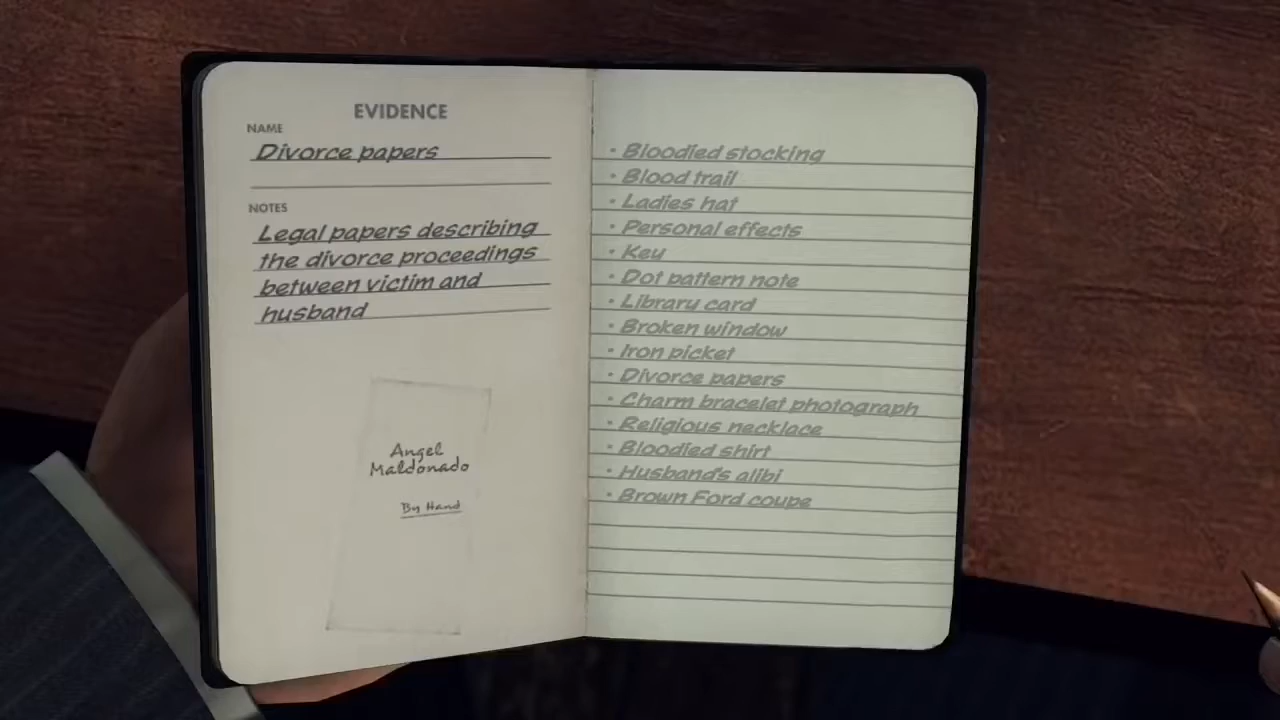 EVIDENCE
NAME
Divorce papers
NOTES
Legal papers describing
the divorce proceedings
between victim and
husband
Angel
Maldonado
By Hand
• Bloodied stocking
• Blood trail
• Ladies hat
• Personal effects
• Key
• Dot pattern note
• Library card
• Broken window
• Iron picket
• Divorce papers
• Charm bracelet photograph
• Religious necklace
• Bloodied shirt
• Husband's alibi
• Brown Ford coupe